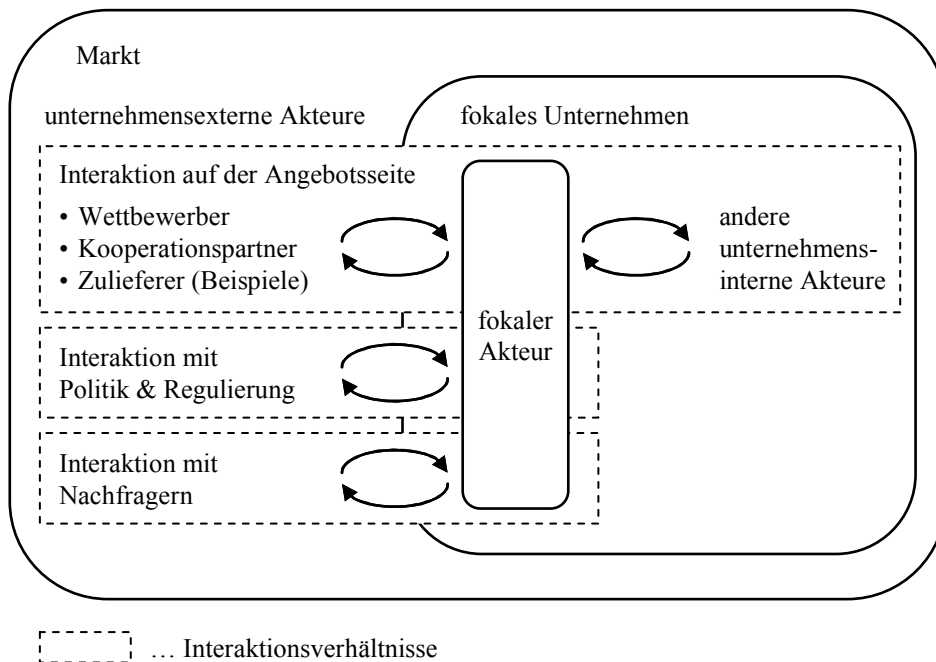 Markt
unternehmensexterne Akteure
fokales Unternehmen
Interaktion auf der Angebotsseite
• Wettbewerber
• Kooperationspartner
• Zulieferer (Beispiele)
andere
unternehmens-
interne Akteure
fokaler
Akteur
Interaktion mit
Politik & Regulierung
Interaktion mit
Nachfragern
… Interaktionsverhältnisse